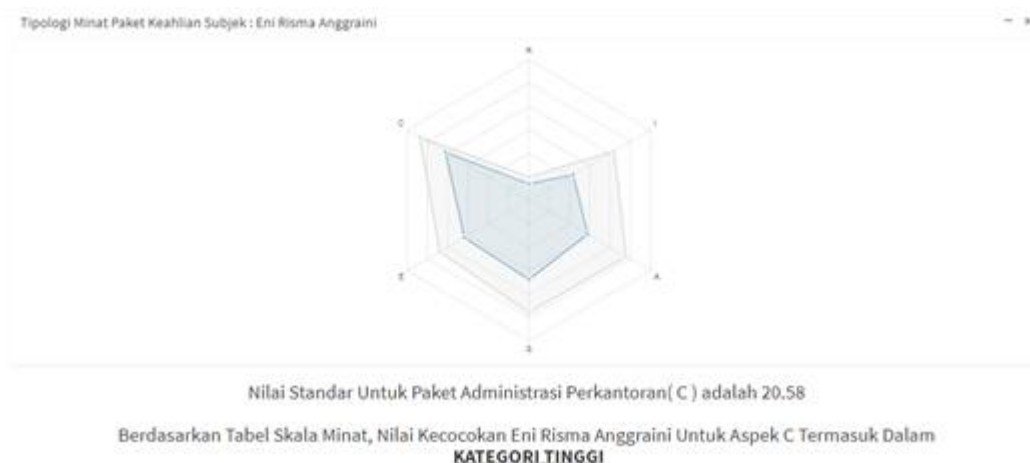 Tipologi Minat Paket Keahlian Subjek : Eni Risma Anggraini
R
C
I
E
A
S
Nilai Standar Untuk Paket Administrasi Perkantoran( C ) adalah 20.58
Berdasarkan Tabel Skala Minat, Nilai Kecocokan Eni Risma Anggraini Untuk Aspek C Termasuk Dalam
KATEGORI TINGGI